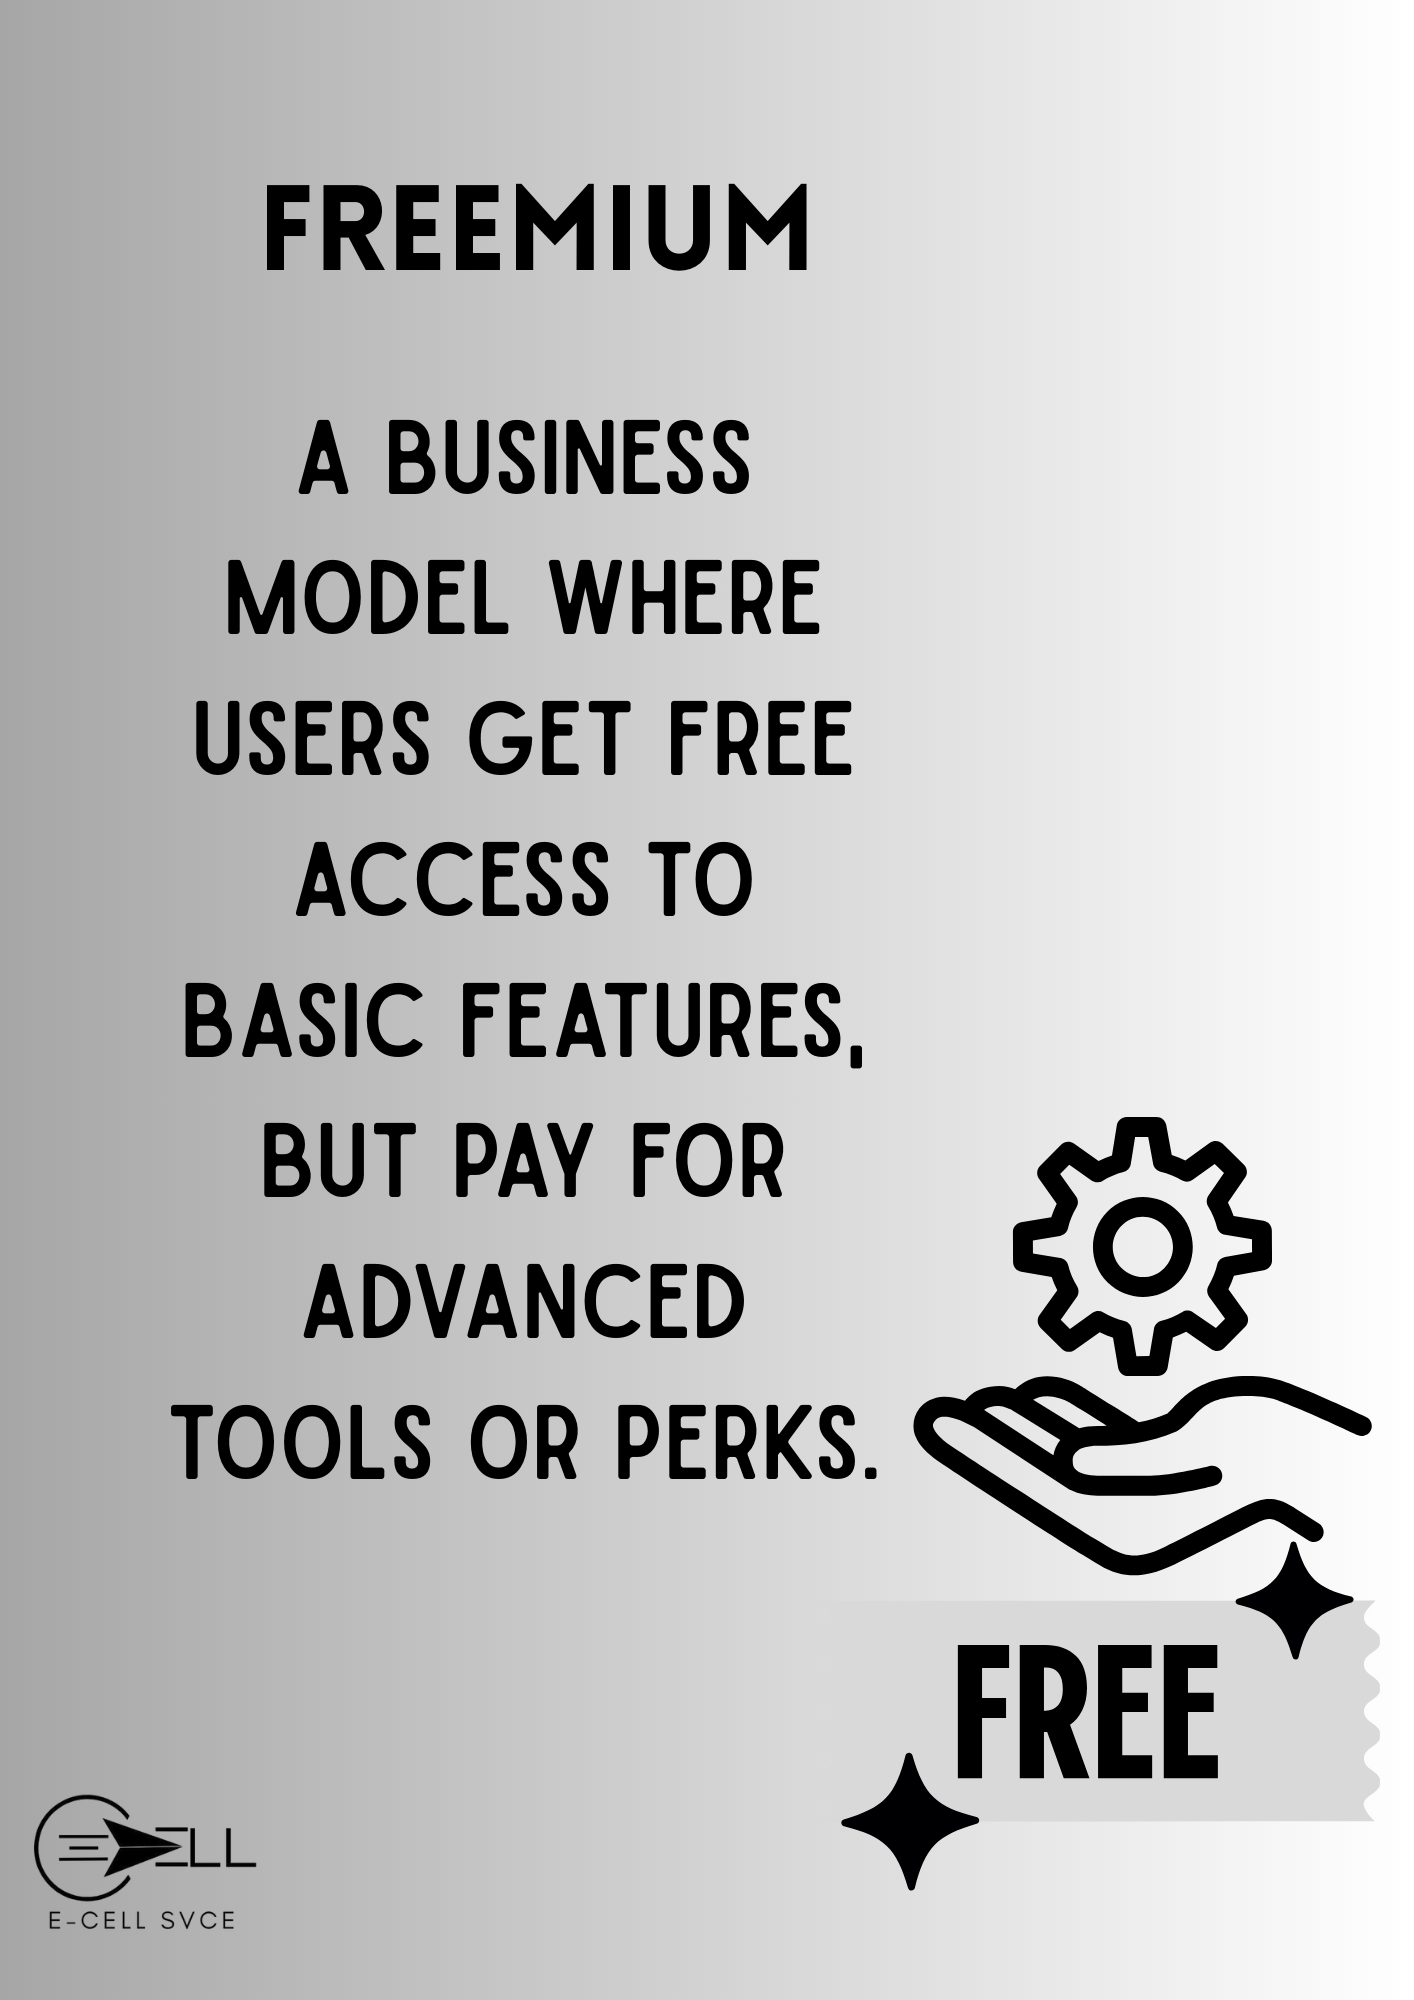 FREEMIUM
A BUSINESS
MODEL WHERE
USERS GET FREE
ACCESS TO
BASIC FEATURES,
BUT PAY FOR
ADVANCED
TOOLS OR PERKS.
FREE
E-CELL
E-CELL SVCE